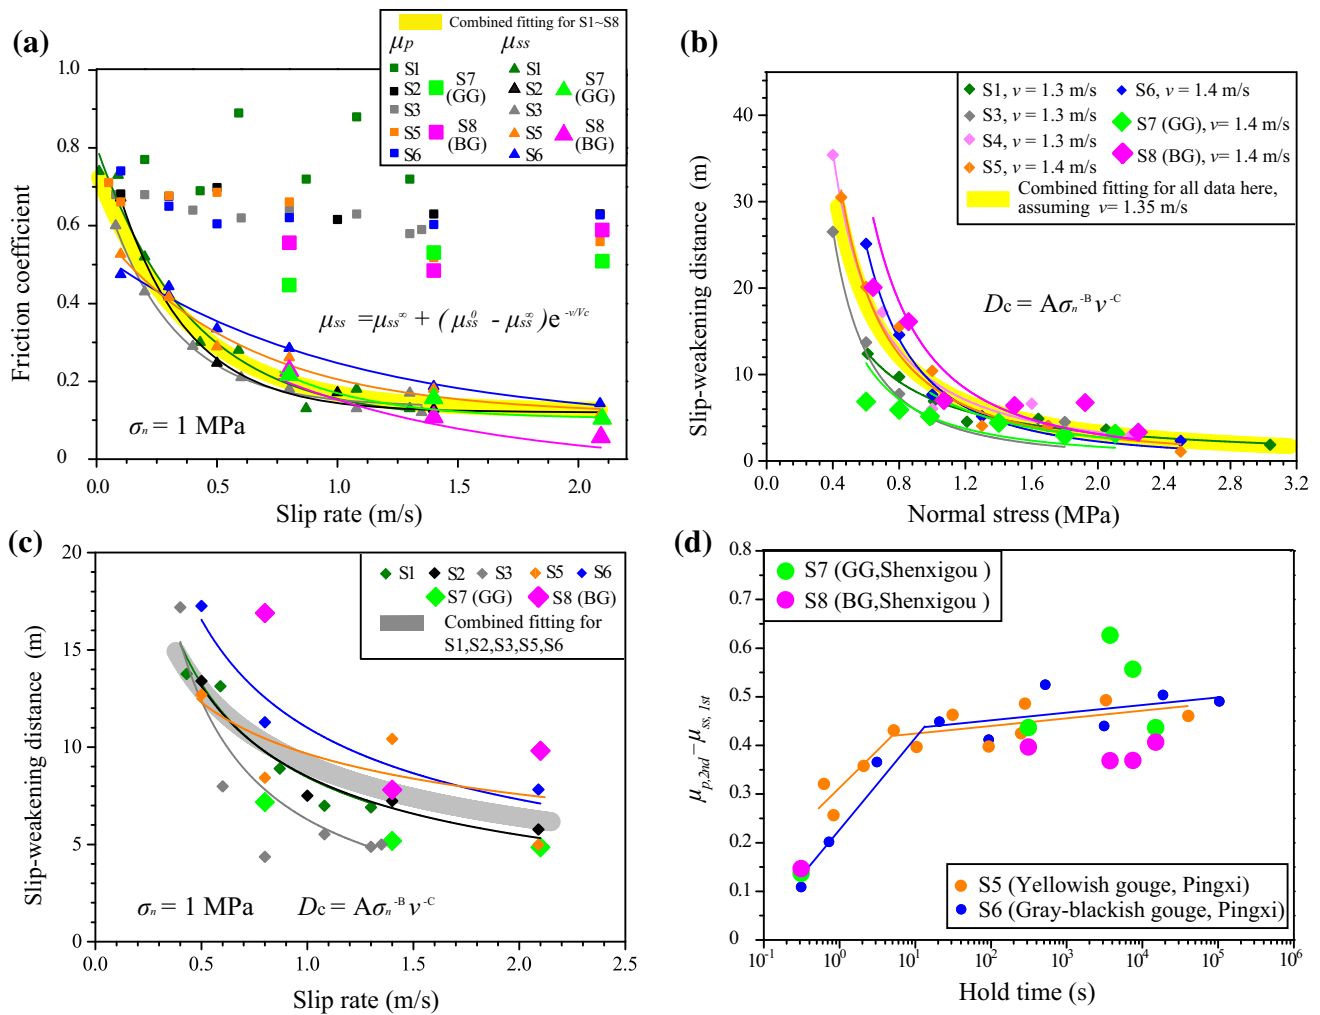 (a)
Combined fitting for S1~S8
μp μss
S1 S7 (GG) S1 S7 (GG)
S2 S2
S3 S3
S5 S8 (BG) S5 S8 (BG)
S6 S6
1.0
0.8
0.6
0.4
0.2
0
Friction coefficient
μss =μss∞ + (μss0 - μss∞)e-v/Vc
σn = 1 MPa
0.0 0.5 1.0 1.5 2.0
Slip rate (m/s)
(b)
S1, v = 1.3 m/s S6, v = 1.4 m/s
S3, v = 1.3 m/s S7 (GG), v= 1.4 m/s
S4, v = 1.3 m/s S8 (BG), v= 1.4 m/s
S5, v = 1.4 m/s
Combined fitting for all data here,
assuming v= 1.35 m/s
40
30
20
10
0
Slip-weakening distance (m)
Dc = Aσn-Bv-C
0.0 0.4 0.8 1.2 1.6 2.0 2.4 2.8 3.2
Normal stress (MPa)
(c)
S1 S2 S3 S5 S6
S7 (GG) S8 (BG)
Combined fitting for
S1,S2,S3,S5,S6
20
15
10
5
0
Slip-weakening distance (m)
σn = 1 MPa Dc = Aσn-Bv-C
0.0 0.5 1.0 1.5 2.0 2.5
Slip rate (m/s)
(d)
S7 (GG,Shenxigou )
S8 (BG,Shenxigou )
0.8
0.7
0.6
0.5
0.4
0.3
0.2
0.1
0
μp,2nd−μss, 1st
S5 (Yellowish gouge, Pingxi)
S6 (Gray-blackish gouge, Pingxi)
10-1 100 101 102 103 104 105 106
Hold time (s)